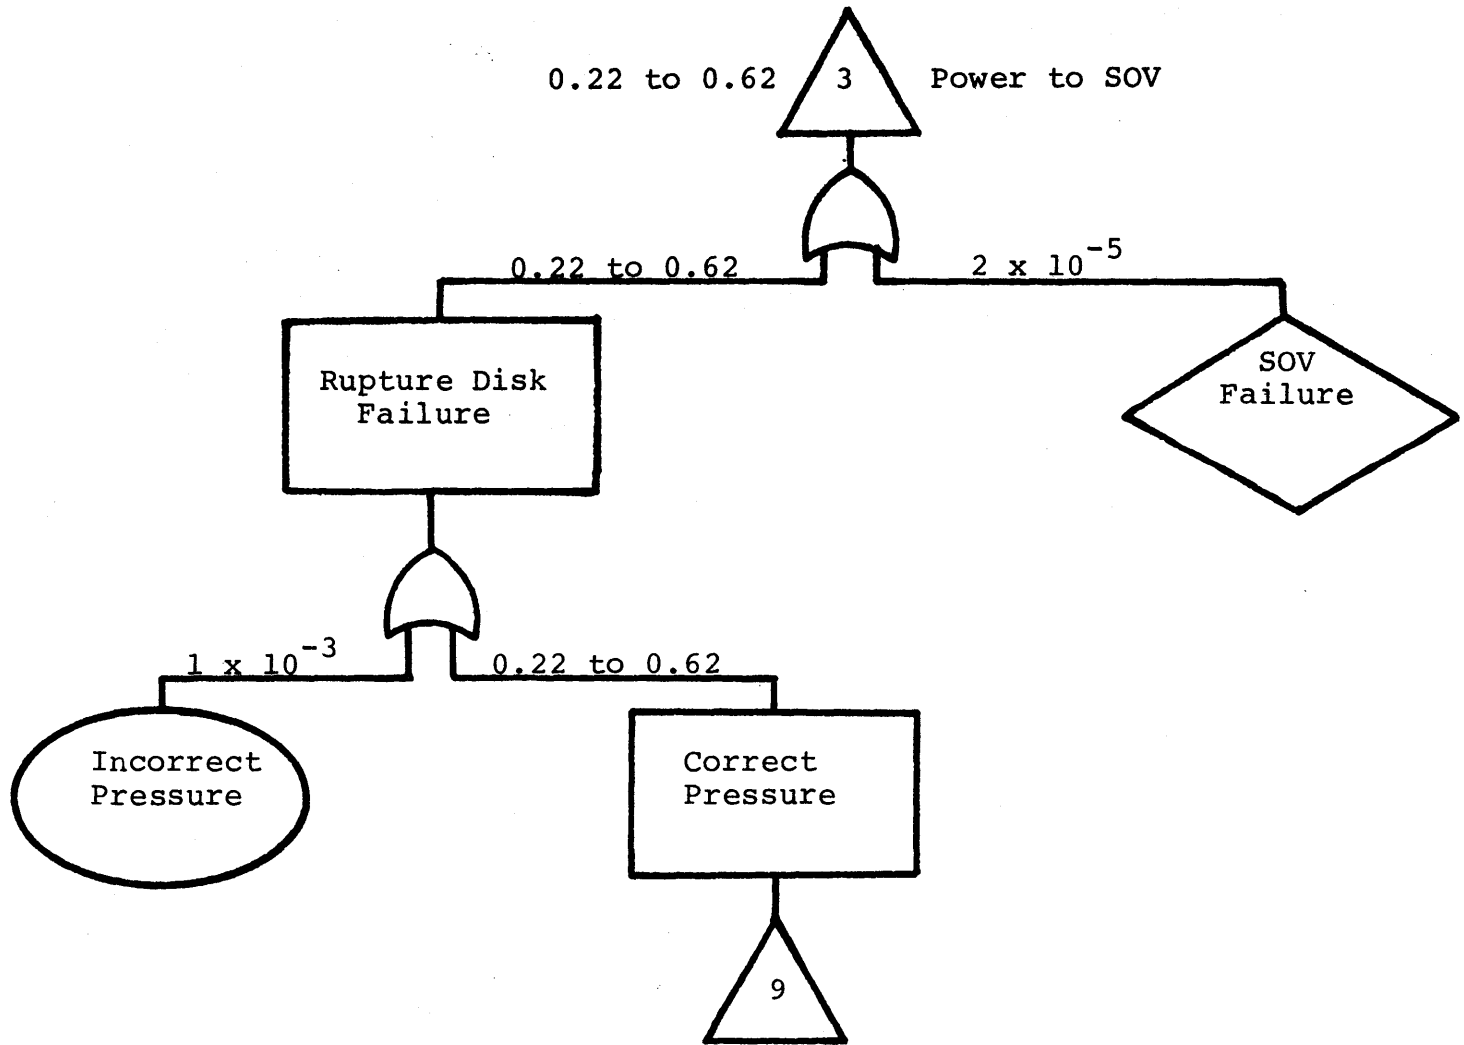 0.22 to 0.62 3 Power to SOV
0.22 to 0.62 2 x 10⁻⁵
Rupture Disk
Failure
SOV
Failure
1 x 10⁻³ 0.22 to 0.62
Incorrect
Pressure
Correct
Pressure
9